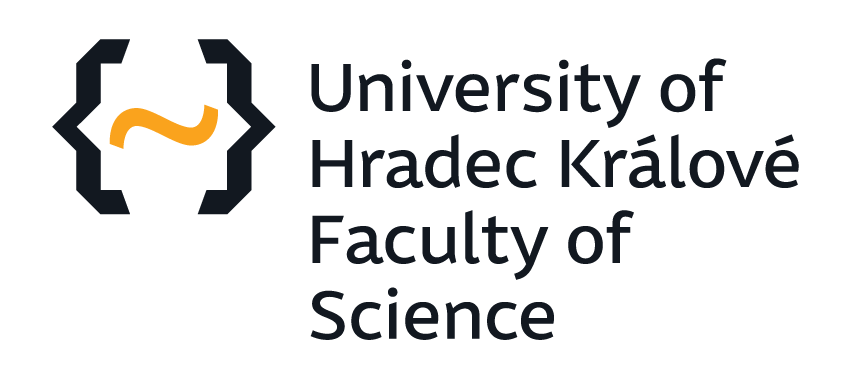 University of
Hradec Králové
Faculty of
Science